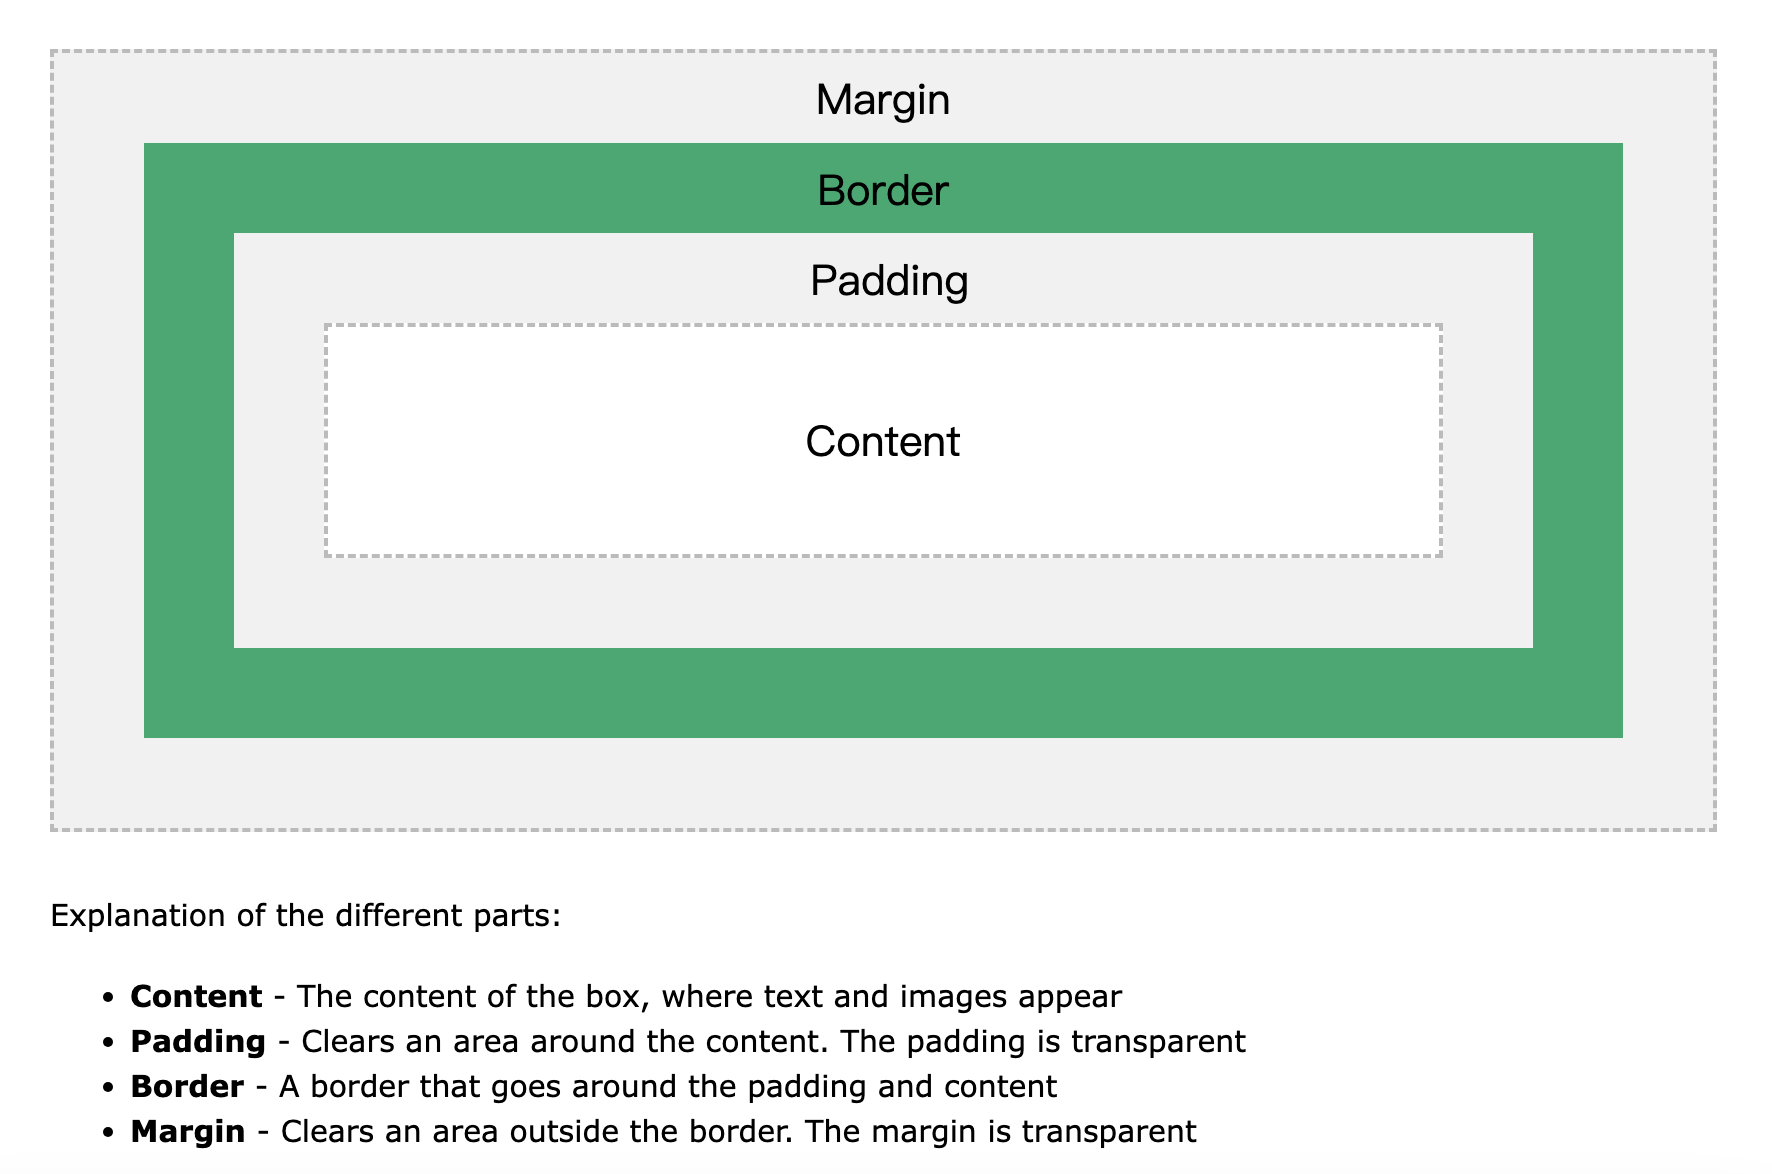 Margin
Border
Padding
Content
Explanation of the different parts:
• Content - The content of the box, where text and images appear
• Padding - Clears an area around the content. The padding is transparent
• Border - A border that goes around the padding and content
• Margin - Clears an area outside the border. The margin is transparent